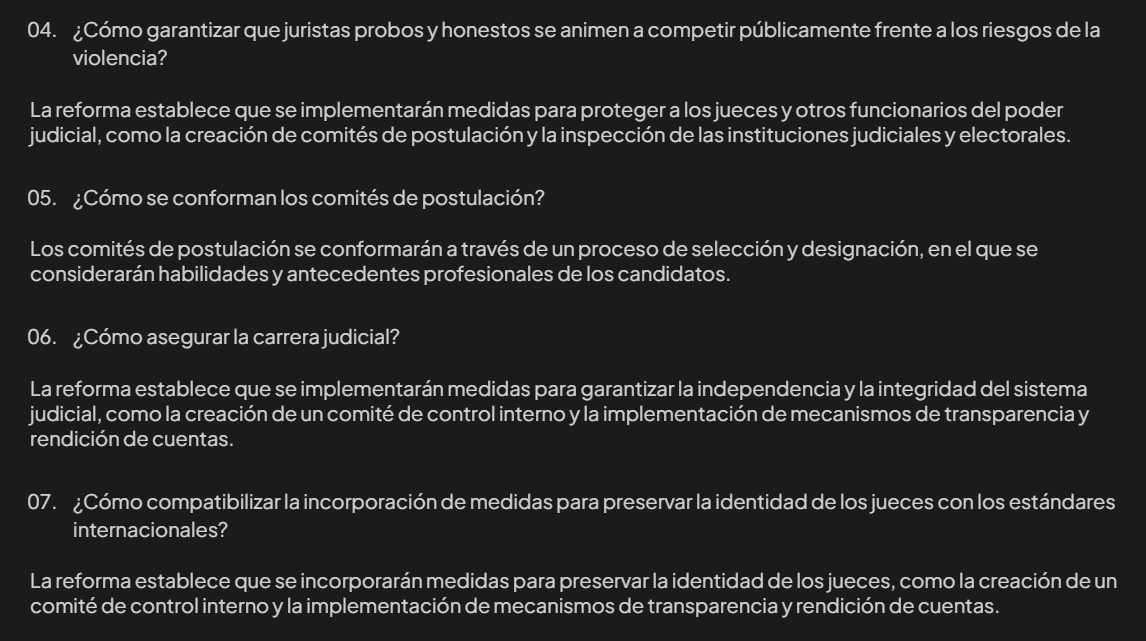 04. ¿Cómo garantizar que juristas probos y honestos se animen a competir públicamente frente a los riesgos de la
violencia?
La reforma establece que se implementarán medidas para proteger a los jueces y otros funcionarios del poder
judicial, como la creación de comités de postulación y la inspección de las instituciones judiciales y electorales.
05. ¿Cómo se conforman los comités de postulación?
Los comités de postulación se conformarán a través de un proceso de selección y designación, en el que se
considerarán habilidades y antecedentes profesionales de los candidatos.
06. ¿Cómo asegurar la carrera judicial?
La reforma establece que se implementarán medidas para garantizar la independencia y la integridad del sistema
judicial, como la creación de un comité de control interno y la implementación de mecanismos de transparencia y
rendición de cuentas.
07. ¿Cómo compatibilizar la incorporación de medidas para preservar la identidad de los jueces con los estándares
internacionales?
La reforma establece que se incorporarán medidas para preservar la identidad de los jueces, como la creación de un
comité de control interno y la implementación de mecanismos de transparencia y rendición de cuentas.